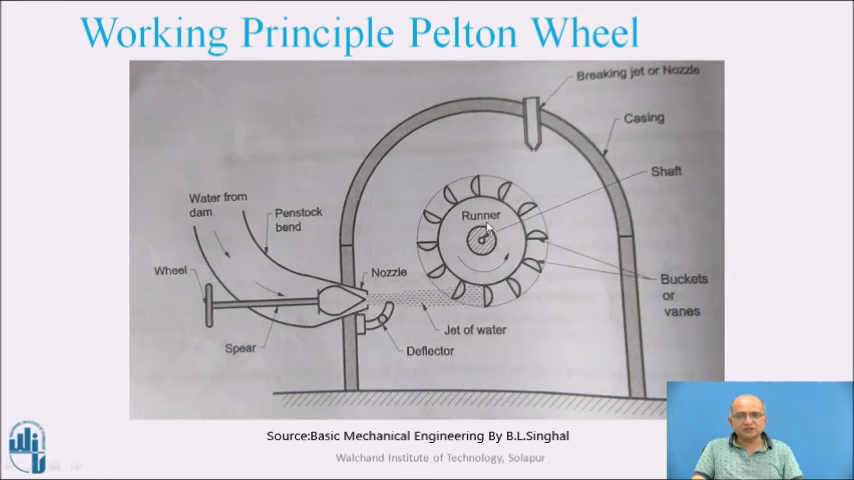 Working Principle Pelton Wheel
Breaking jet or Nozzle
Casing
Shaft
Water from
dam
Penstock
bend
Runner
Wheel
Nozzle
Buckets
or
vanes
Jet of water
Spear
Deflector
Source:Basic Mechanical Engineering By B.L.Singhal
Walchand Institute of Technology, Solapur